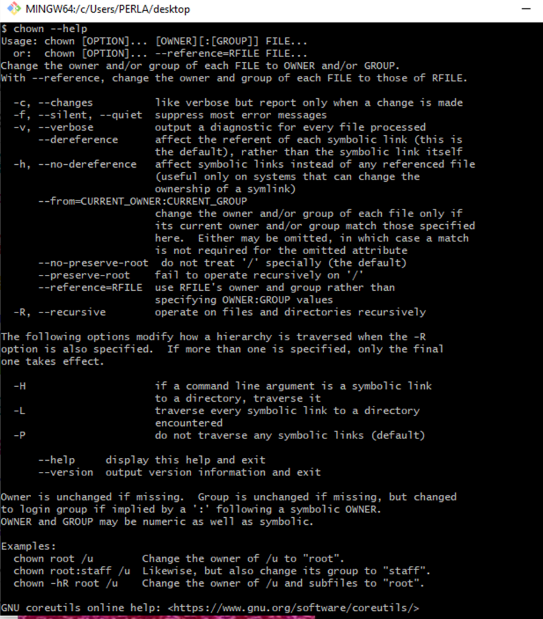 MINGW64:/c/Users/PERLA/desktop
$ chown --help
Usage: chown [OPTION]... [OWNER][:[GROUP]] FILE...
  or:  chown [OPTION]... --reference=RFILE FILE...
Change the owner and/or group of each FILE to OWNER and/or GROUP.
With --reference, change the owner and group of each FILE to those of RFILE.

  -c, --changes          like verbose but report only when a change is made
  -f, --silent, --quiet  suppress most error messages
  -v, --verbose          output a diagnostic for every file processed
      --dereference      affect the referent of each symbolic link (this is
                         the default), rather than the symbolic link itself
  -h, --no-dereference   affect symbolic links instead of any referenced file
                         (useful only on systems that can change the
                         ownership of a symlink)
      --from=CURRENT_OWNER:CURRENT_GROUP
                         change the owner and/or group of each file only if
                         its current owner and/or group match those specified
                         here.  Either may be omitted, in which case a match
                         is not required for the omitted attribute
      --no-preserve-root  do not treat '/' specially (the default)
      --preserve-root    fail to operate recursively on '/'
      --reference=RFILE  use RFILE's owner and group rather than
                         specifying OWNER:GROUP values
  -R, --recursive        operate on files and directories recursively

The following options modify how a hierarchy is traversed when the -R
option is also specified.  If more than one is specified, only the final
one takes effect.

  -H                     if a command line argument is a symbolic link
                         to a directory, traverse it
  -L                     traverse every symbolic link to a directory
                         encountered
  -P                     do not traverse any symbolic links (default)

      --help     display this help and exit
      --version  output version information and exit

Owner is unchanged if missing.  Group is unchanged if missing, but changed
to login group if implied by a ':' following a symbolic OWNER.
OWNER and GROUP may be numeric as well as symbolic.

Examples:
  chown root /u        Change the owner of /u to "root".
  chown root:staff /u  Likewise, but also change its group to "staff".
  chown -hR root /u    Change the owner of /u and subfiles to "root".

GNU coreutils online help: <https://www.gnu.org/software/coreutils/>